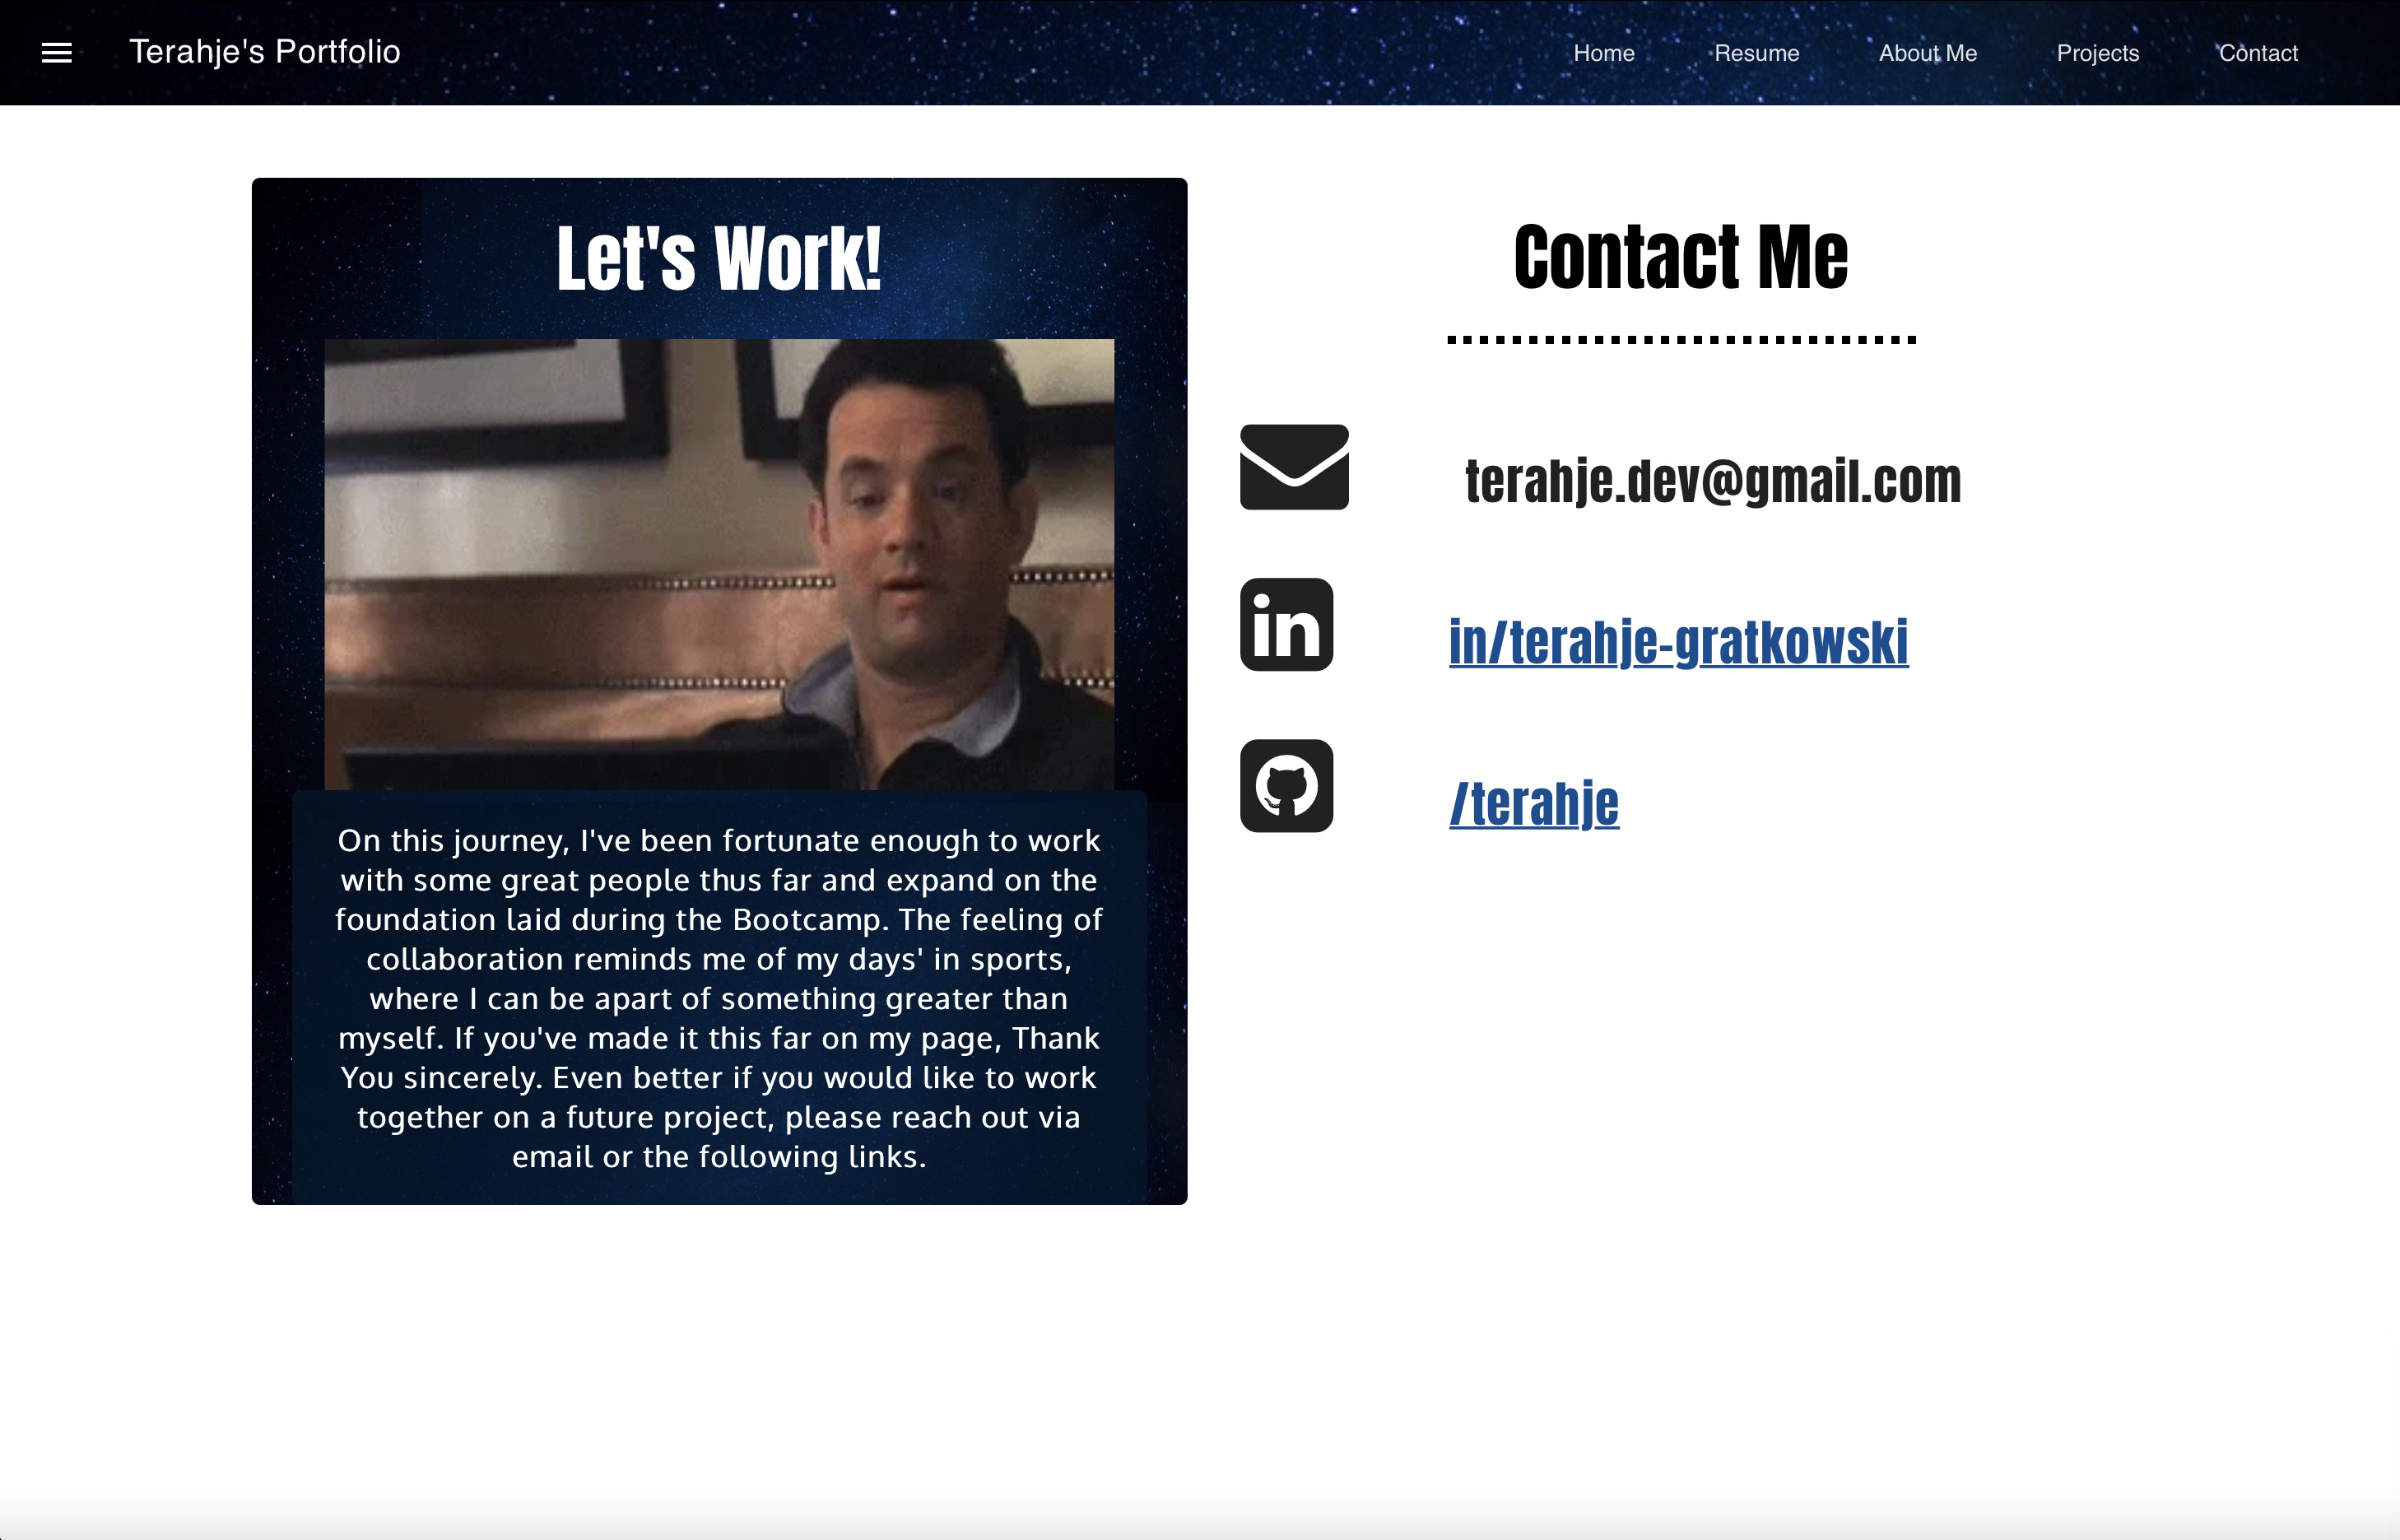 Terahje's Portfolio
Home
Resume
About Me
Projects
Contact
Let's Work!
On this journey, I've been fortunate enough to work
with some great people thus far and expand on the
foundation laid during the Bootcamp. The feeling of
collaboration reminds me of my days' in sports,
where I can be apart of something greater than
myself. If you've made it this far on my page, Thank
You sincerely. Even better if you would like to work
together on a future project, please reach out via
email or the following links.
Contact Me
terahje.dev@gmail.com
in
in/terahje-gratkowski
/terahje